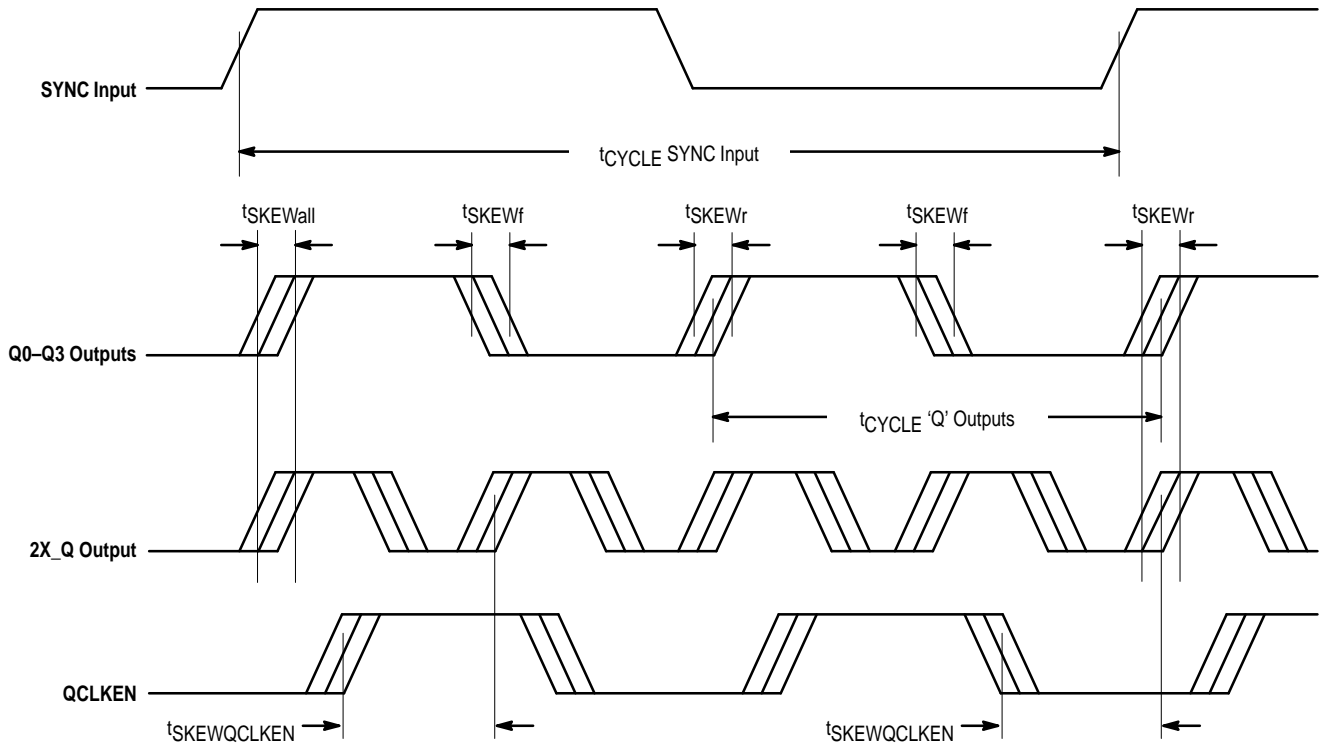 SYNC Input
tCYCLE SYNC Input
tSKEWall
tSKEWf
tSKEWr
tSKEWf
tSKEWr
Q0–Q3 Outputs
tCYCLE ‘Q’ Outputs
2X_Q Output
QCLKEN
tSKEWQCLKEN
tSKEWQCLKEN